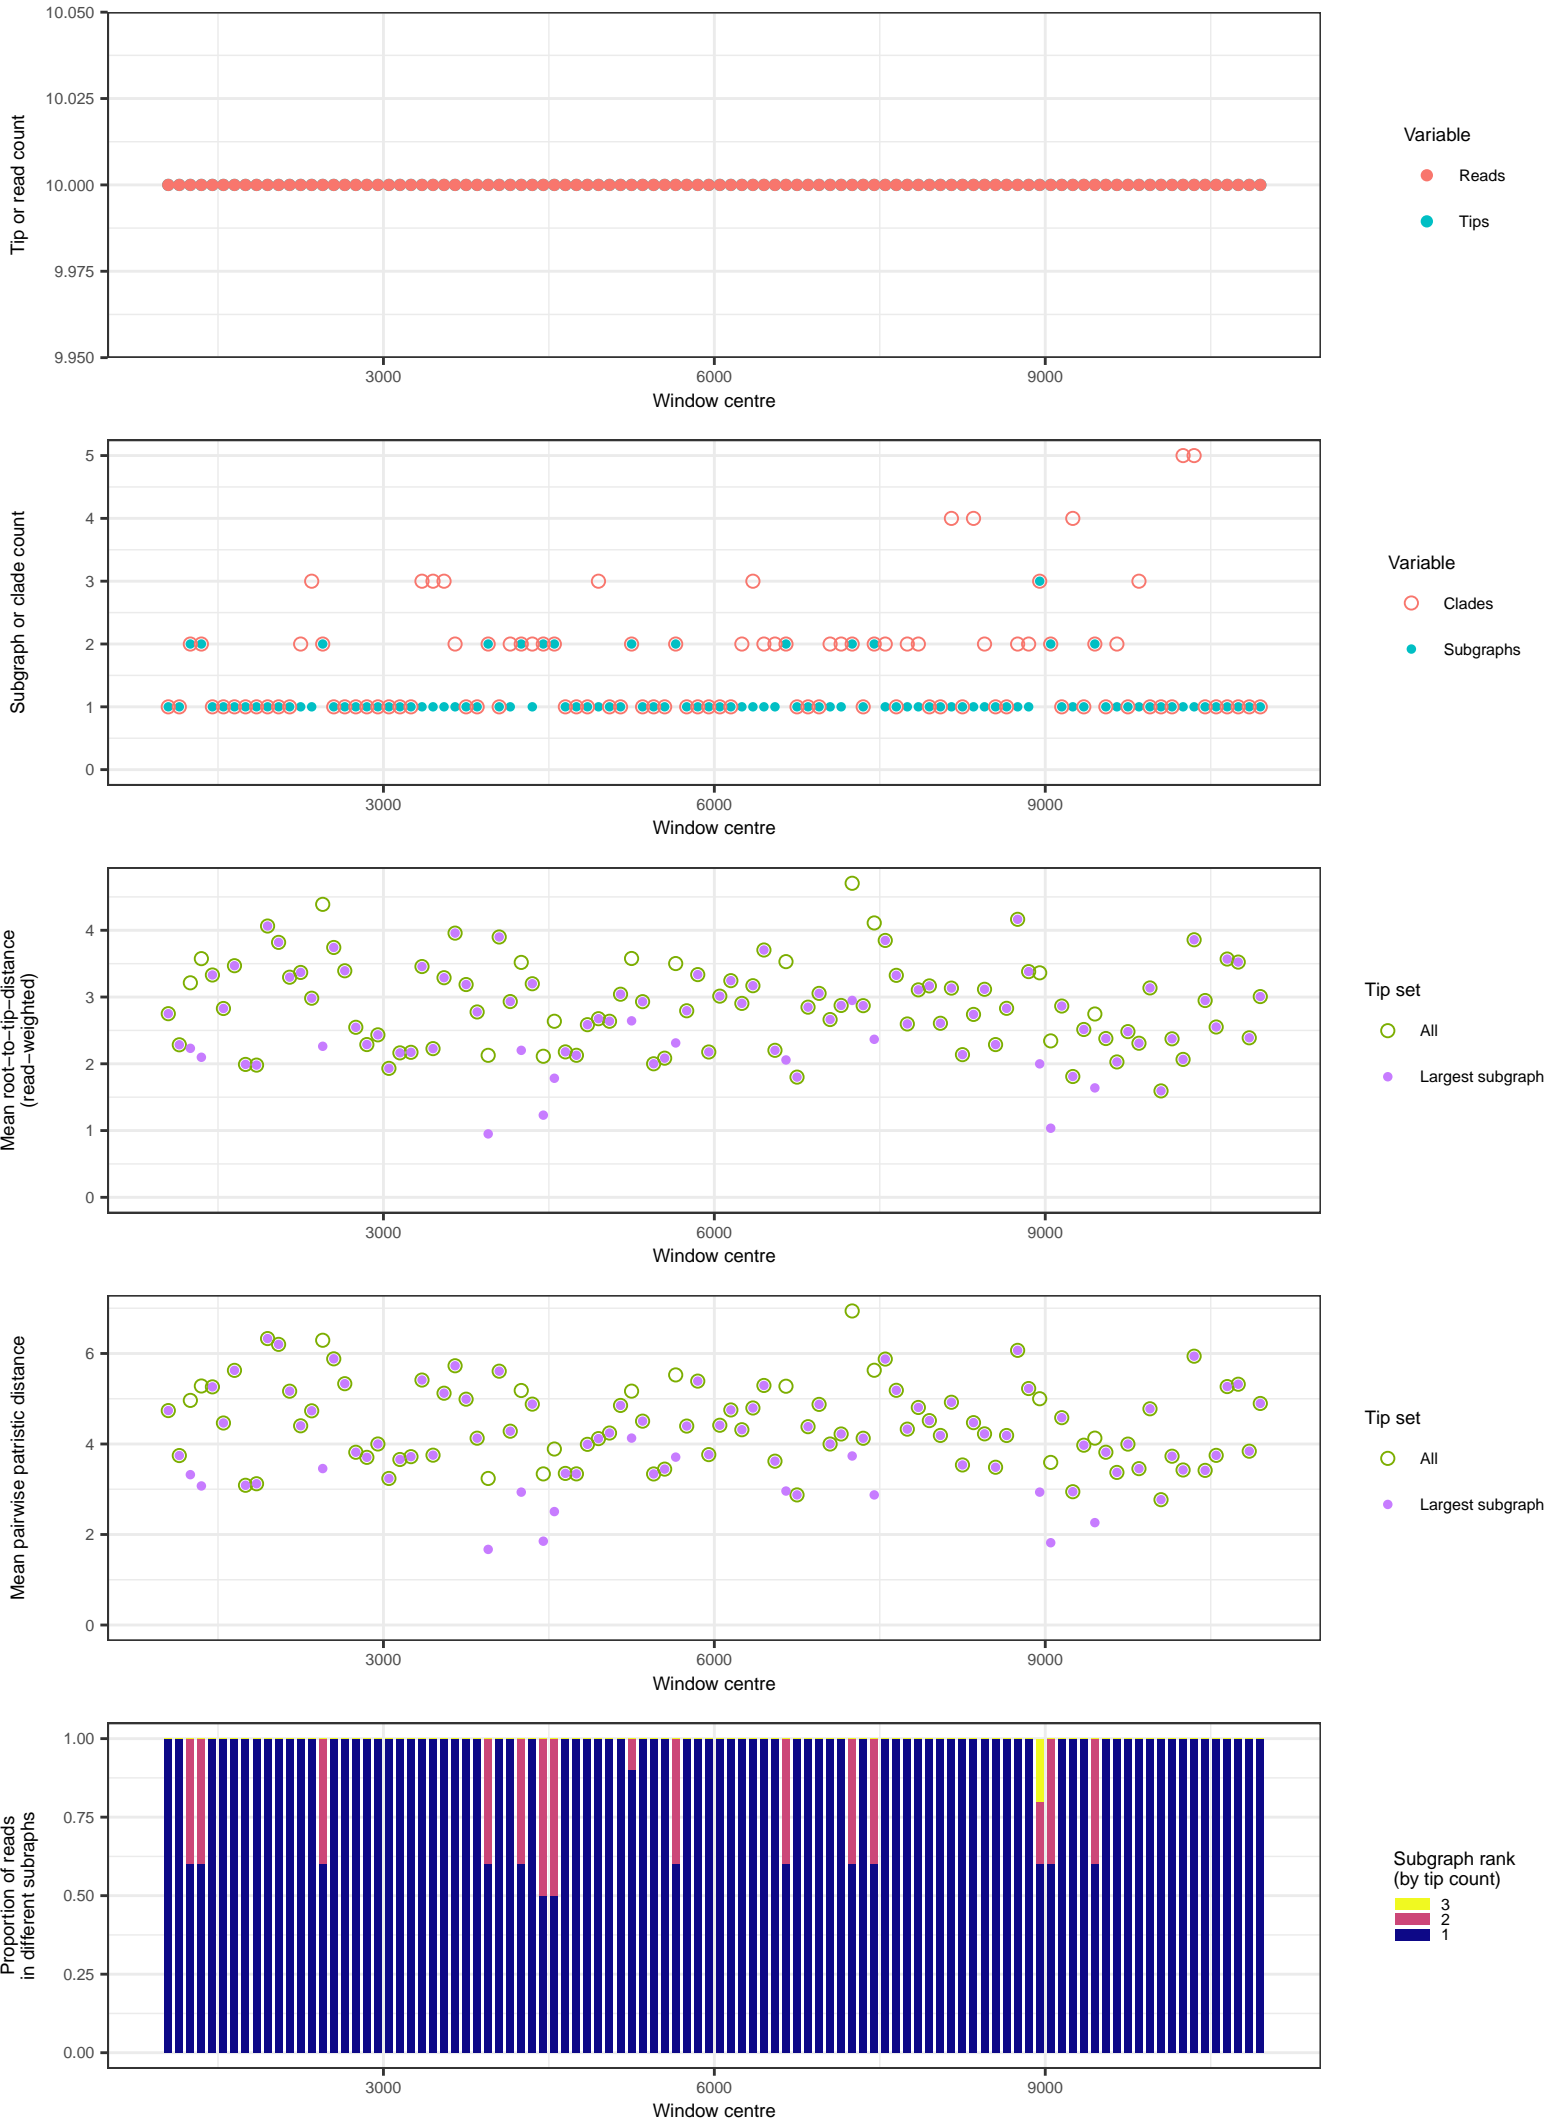 10.050
10.025
10.000
9.975
9.950
Tip or read count
3000
6000
9000
Window centre
Variable
Reads
Tips
5
4
3
2
1
0
Subgraph or clade count
3000
6000
9000
Window centre
Variable
Clades
Subgraphs
4
3
2
1
0
Mean root−to−tip−distance
(read−weighted)
3000
6000
9000
Window centre
Tip set
All
Largest subgraph
6
4
2
0
Mean pairwise patristic distance
3000
6000
9000
Window centre
Tip set
All
Largest subgraph
1.00
0.75
0.50
0.25
0.00
Proportion of reads
in different subraphs
3000
6000
9000
Window centre
Subgraph rank
(by tip count)
3
2
1